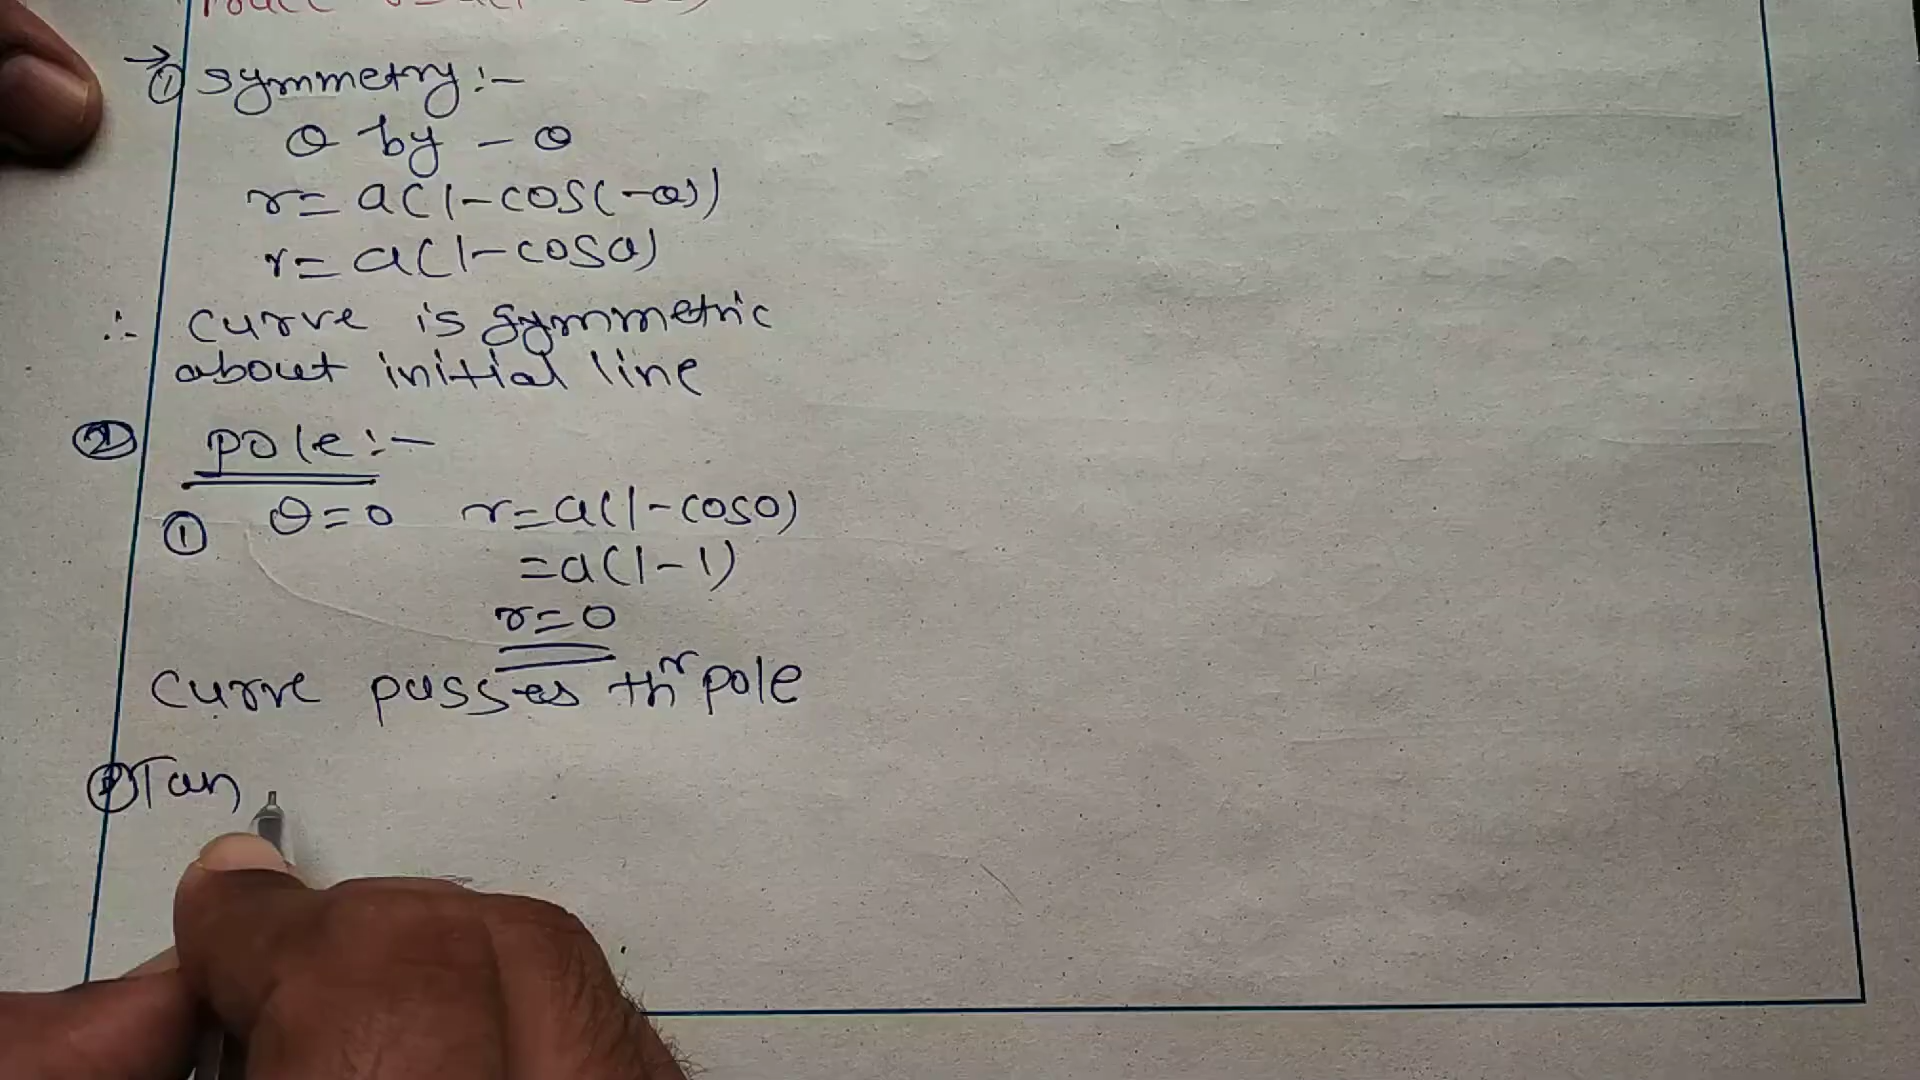 →① symmetry :-
θ by - θ
r = a(1-cos(-θ))
r = a(1-cosθ)
∴ curve is symmetric
about initial line
② pole :-
① θ=0 r=a(1-cos0)
=a(1-1)
r=0
curve passes thr pole
② Tan